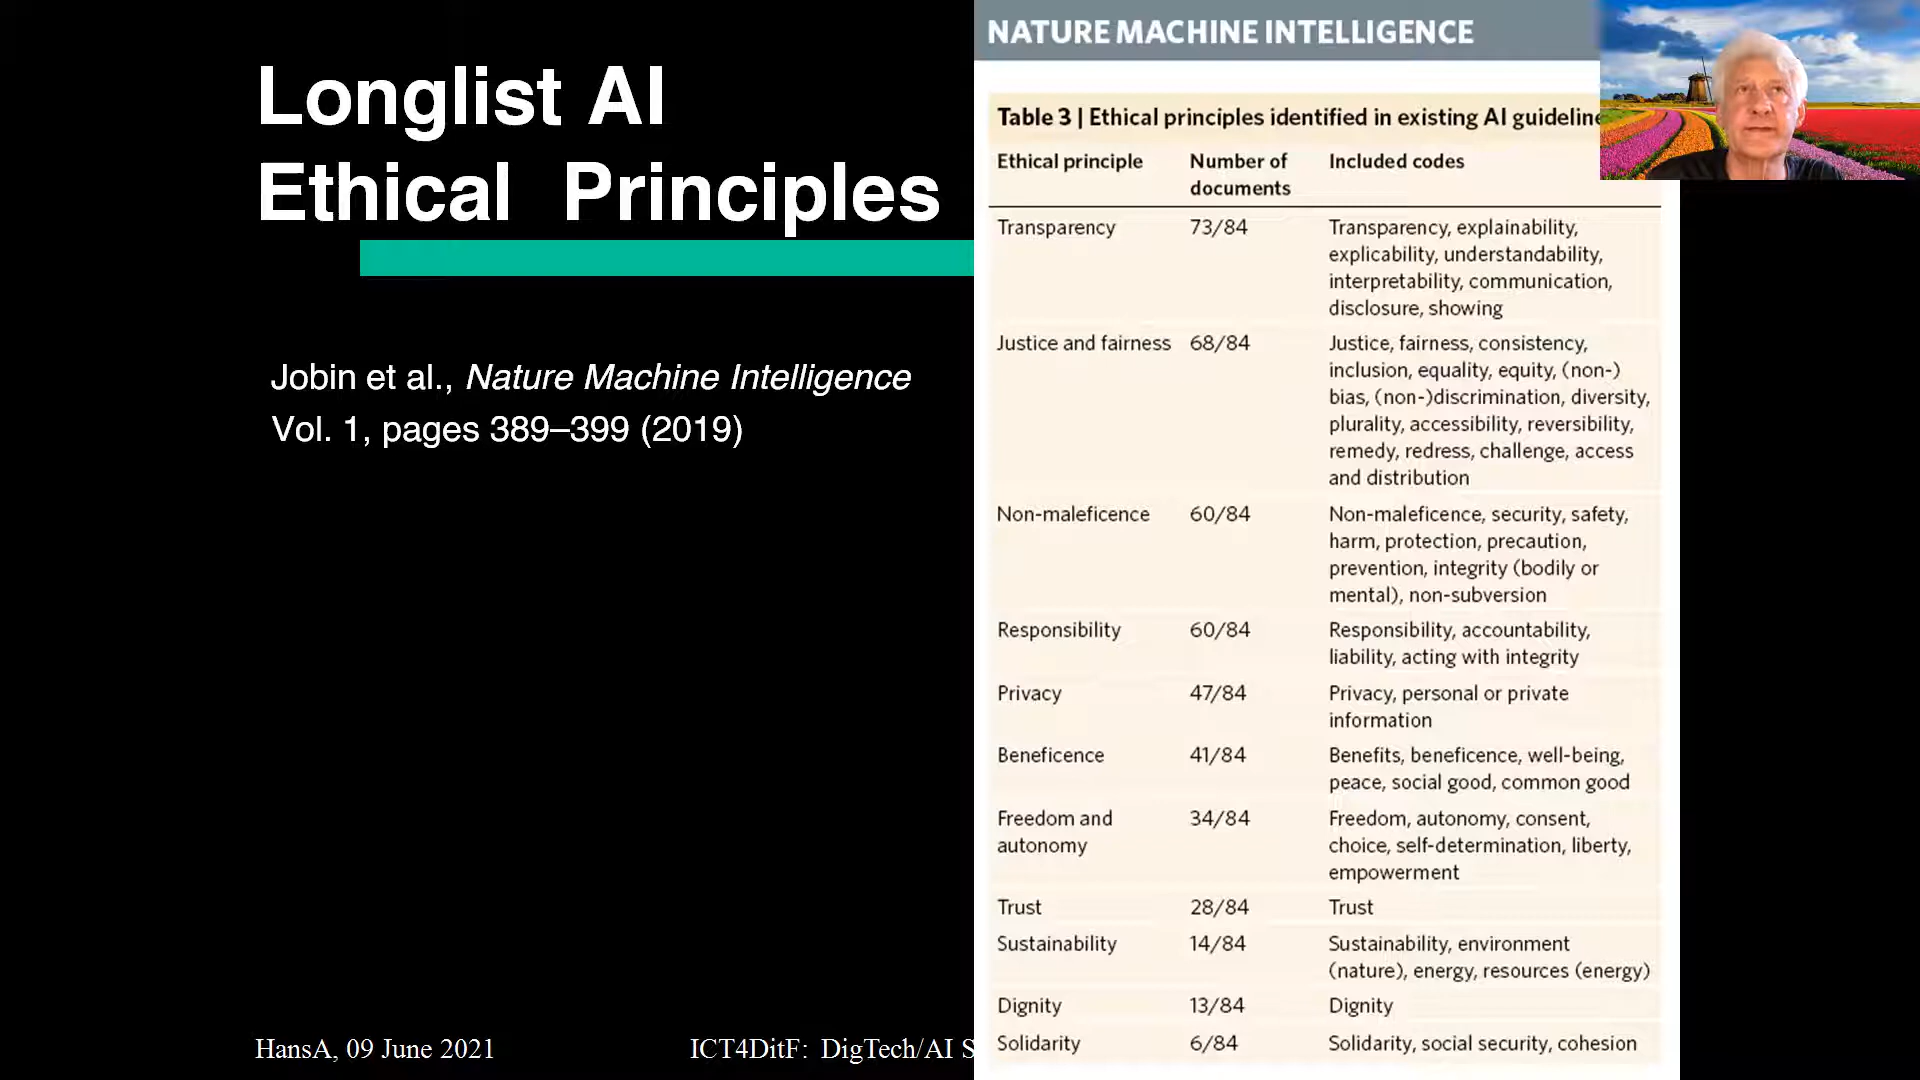 Longlist AI
Ethical Principles
Jobin et al., Nature Machine Intelligence
Vol. 1, pages 389–399 (2019)
HansA, 09 June 2021
ICT4DitF: DigTech/AI S
NATURE MACHINE INTELLIGENCE
Table 3 | Ethical principles identified in existing AI guideline
Ethical principle Number of documents Included codes
Transparency 73/84 Transparency, explainability,
explicability, understandability,
interpretability, communication,
disclosure, showing
Justice and fairness 68/84 Justice, fairness, consistency,
inclusion, equality, equity, (non-)
bias, (non-)discrimination, diversity,
plurality, accessibility, reversibility,
remedy, redress, challenge, access
and distribution
Non-maleficence 60/84 Non-maleficence, security, safety,
harm, protection, precaution,
prevention, integrity (bodily or
mental), non-subversion
Responsibility 60/84 Responsibility, accountability,
liability, acting with integrity
Privacy 47/84 Privacy, personal or private
information
Beneficence 41/84 Benefits, beneficence, well-being,
peace, social good, common good
Freedom and 34/84 Freedom, autonomy, consent,
autonomy choice, self-determination, liberty,
empowerment
Trust 28/84 Trust
Sustainability 14/84 Sustainability, environment
(nature), energy, resources (energy)
Dignity 13/84 Dignity
Solidarity 6/84 Solidarity, social security, cohesion